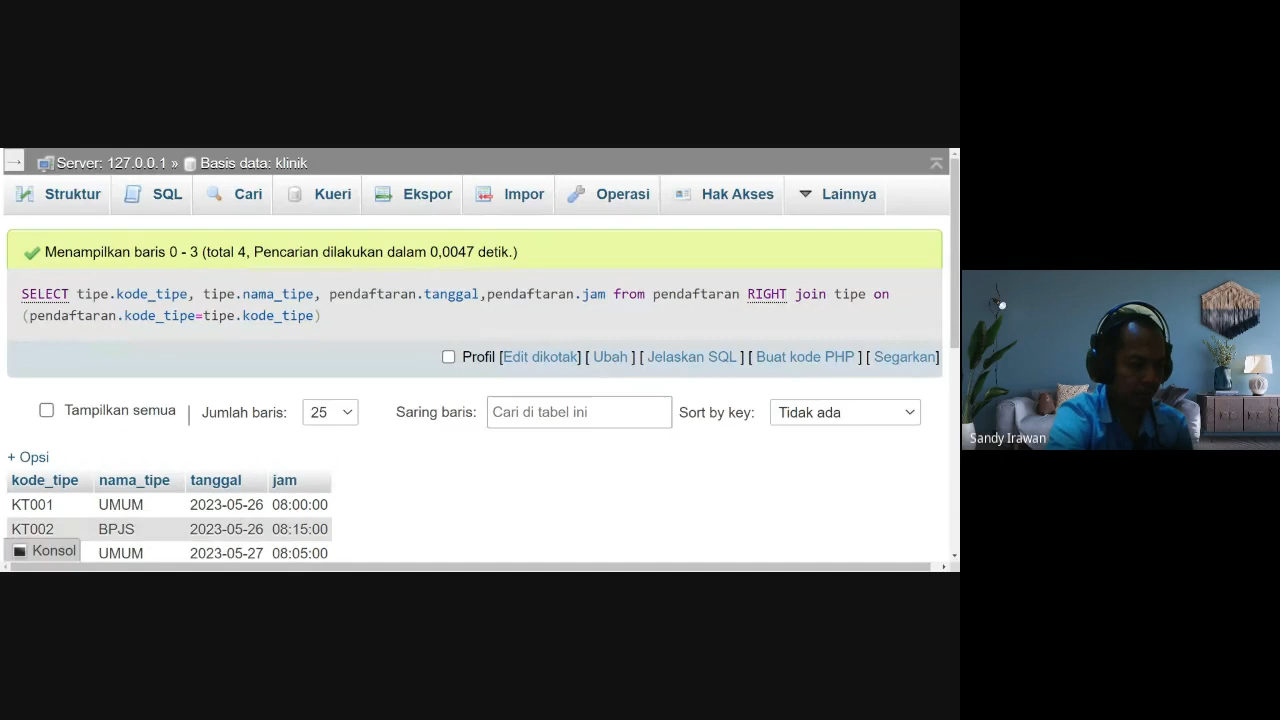 Server: 127.0.0.1 » Basis data: klinik
Struktur SQL Cari Kueri Ekspor Impor Operasi Hak Akses Lainnya
Menampilkan baris 0 - 3 (total 4, Pencarian dilakukan dalam 0,0047 detik.)
SELECT tipe.kode_tipe, tipe.nama_tipe, pendaftaran.tanggal,pendaftaran.jam from pendaftaran RIGHT join tipe on
(pendaftaran.kode_tipe=tipe.kode_tipe)
Profil [Edit dikotak] [ Ubah ] [ Jelaskan SQL ] [ Buat kode PHP ] [ Segarkan]
Tampilkan semua | Jumlah baris: 25 Saring baris: Cari di tabel ini Sort by key: Tidak ada
+ Opsi
kode_tipe nama_tipe tanggal jam
KT001 UMUM 2023-05-26 08:00:00
KT002 BPJS 2023-05-26 08:15:00
Konsol UMUM 2023-05-27 08:05:00
Sandy Irawan